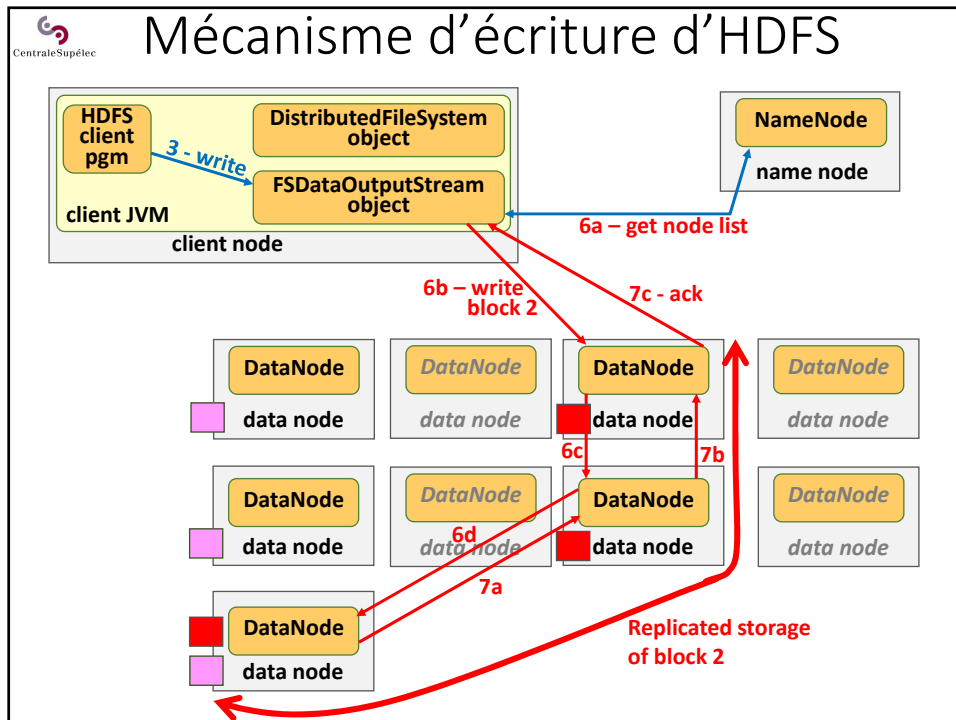 CentraleSupélec
Mécanisme d'écriture d'HDFS
HDFS
client
pgm
3 - write
DistributedFileSystem
object
FSDataOutputStream
object
client JVM
client node
NameNode
name node
6a – get node list
6b – write
block 2
7c - ack
DataNode
data node
DataNode
data node
DataNode
data node
DataNode
data node
6c
7b
DataNode
data node
DataNode
data node
DataNode
data node
DataNode
data node
6d
7a
DataNode
data node
Replicated storage
of block 2